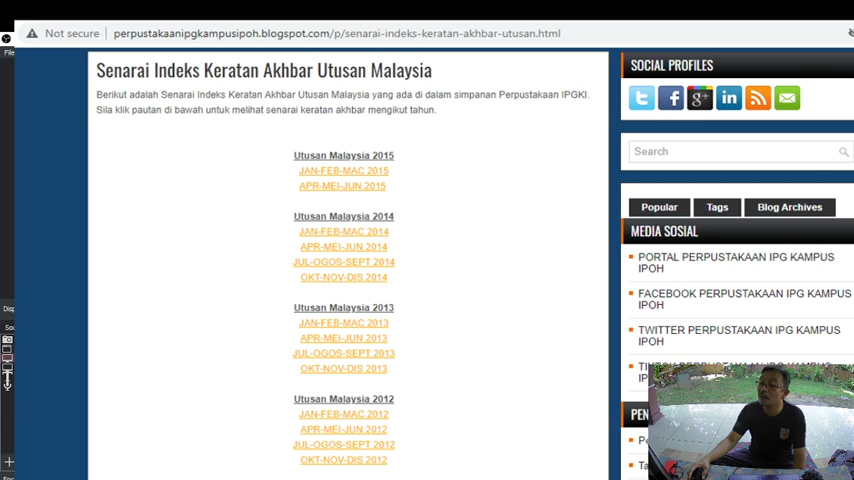 File
Not secure
perpustakaanipgkampusipoh.blogspot.com/p/senarai-indeks-keratan-akhbar-utusan.html
Senarai Indeks Keratan Akhbar Utusan Malaysia
Berikut adalah Senarai Indeks Keratan Akhbar Utusan Malaysia yang ada di dalam simpanan Perpustakaan IPGKI.
Sila klik pautan di bawah untuk melihat senarai keratan akhbar mengikut tahun.
Utusan Malaysia 2015
JAN-FEB-MAC 2015
APR-MEI-JUN 2015
Utusan Malaysia 2014
JAN-FEB-MAC 2014
APR-MEI-JUN 2014
JUL-OGOS-SEPT 2014
OKT-NOV-DIS 2014
Utusan Malaysia 2013
JAN-FEB-MAC 2013
APR-MEI-JUN 2013
JUL-OGOS-SEPT 2013
OKT-NOV-DIS 2013
Utusan Malaysia 2012
JAN-FEB-MAC 2012
APR-MEI-JUN 2012
JUL-OGOS-SEPT 2012
OKT-NOV-DIS 2012
SOCIAL PROFILES
Search
Popular
Tags
Blog Archives
MEDIA SOSIAL
PORTAL PERPUSTAKAAN IPG KAMPUS
IPOH
FACEBOOK PERPUSTAKAAN IPG KAMPUS
IPOH
TWITTER PERPUSTAKAAN IPG KAMPUS
IPOH